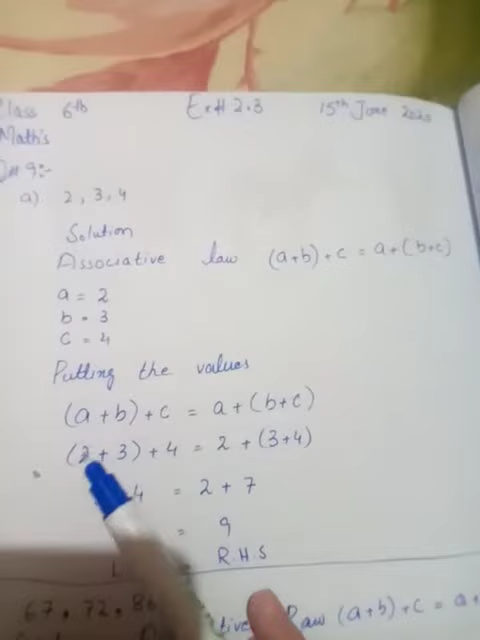 Class 6th Ex# 2.3 15th June 2020
Math's
Q# 9:-
a) 2, 3, 4
Solution
Associative law (a+b)+c = a+(b+c)
a = 2
b = 3
c = 4
Putting the values
(a+b)+c = a+(b+c)
(2+3)+4 = 2+(3+4)
4 = 2+7
= 9
R.H.S
67, 72, 86
tive law (a+b)+c = a+